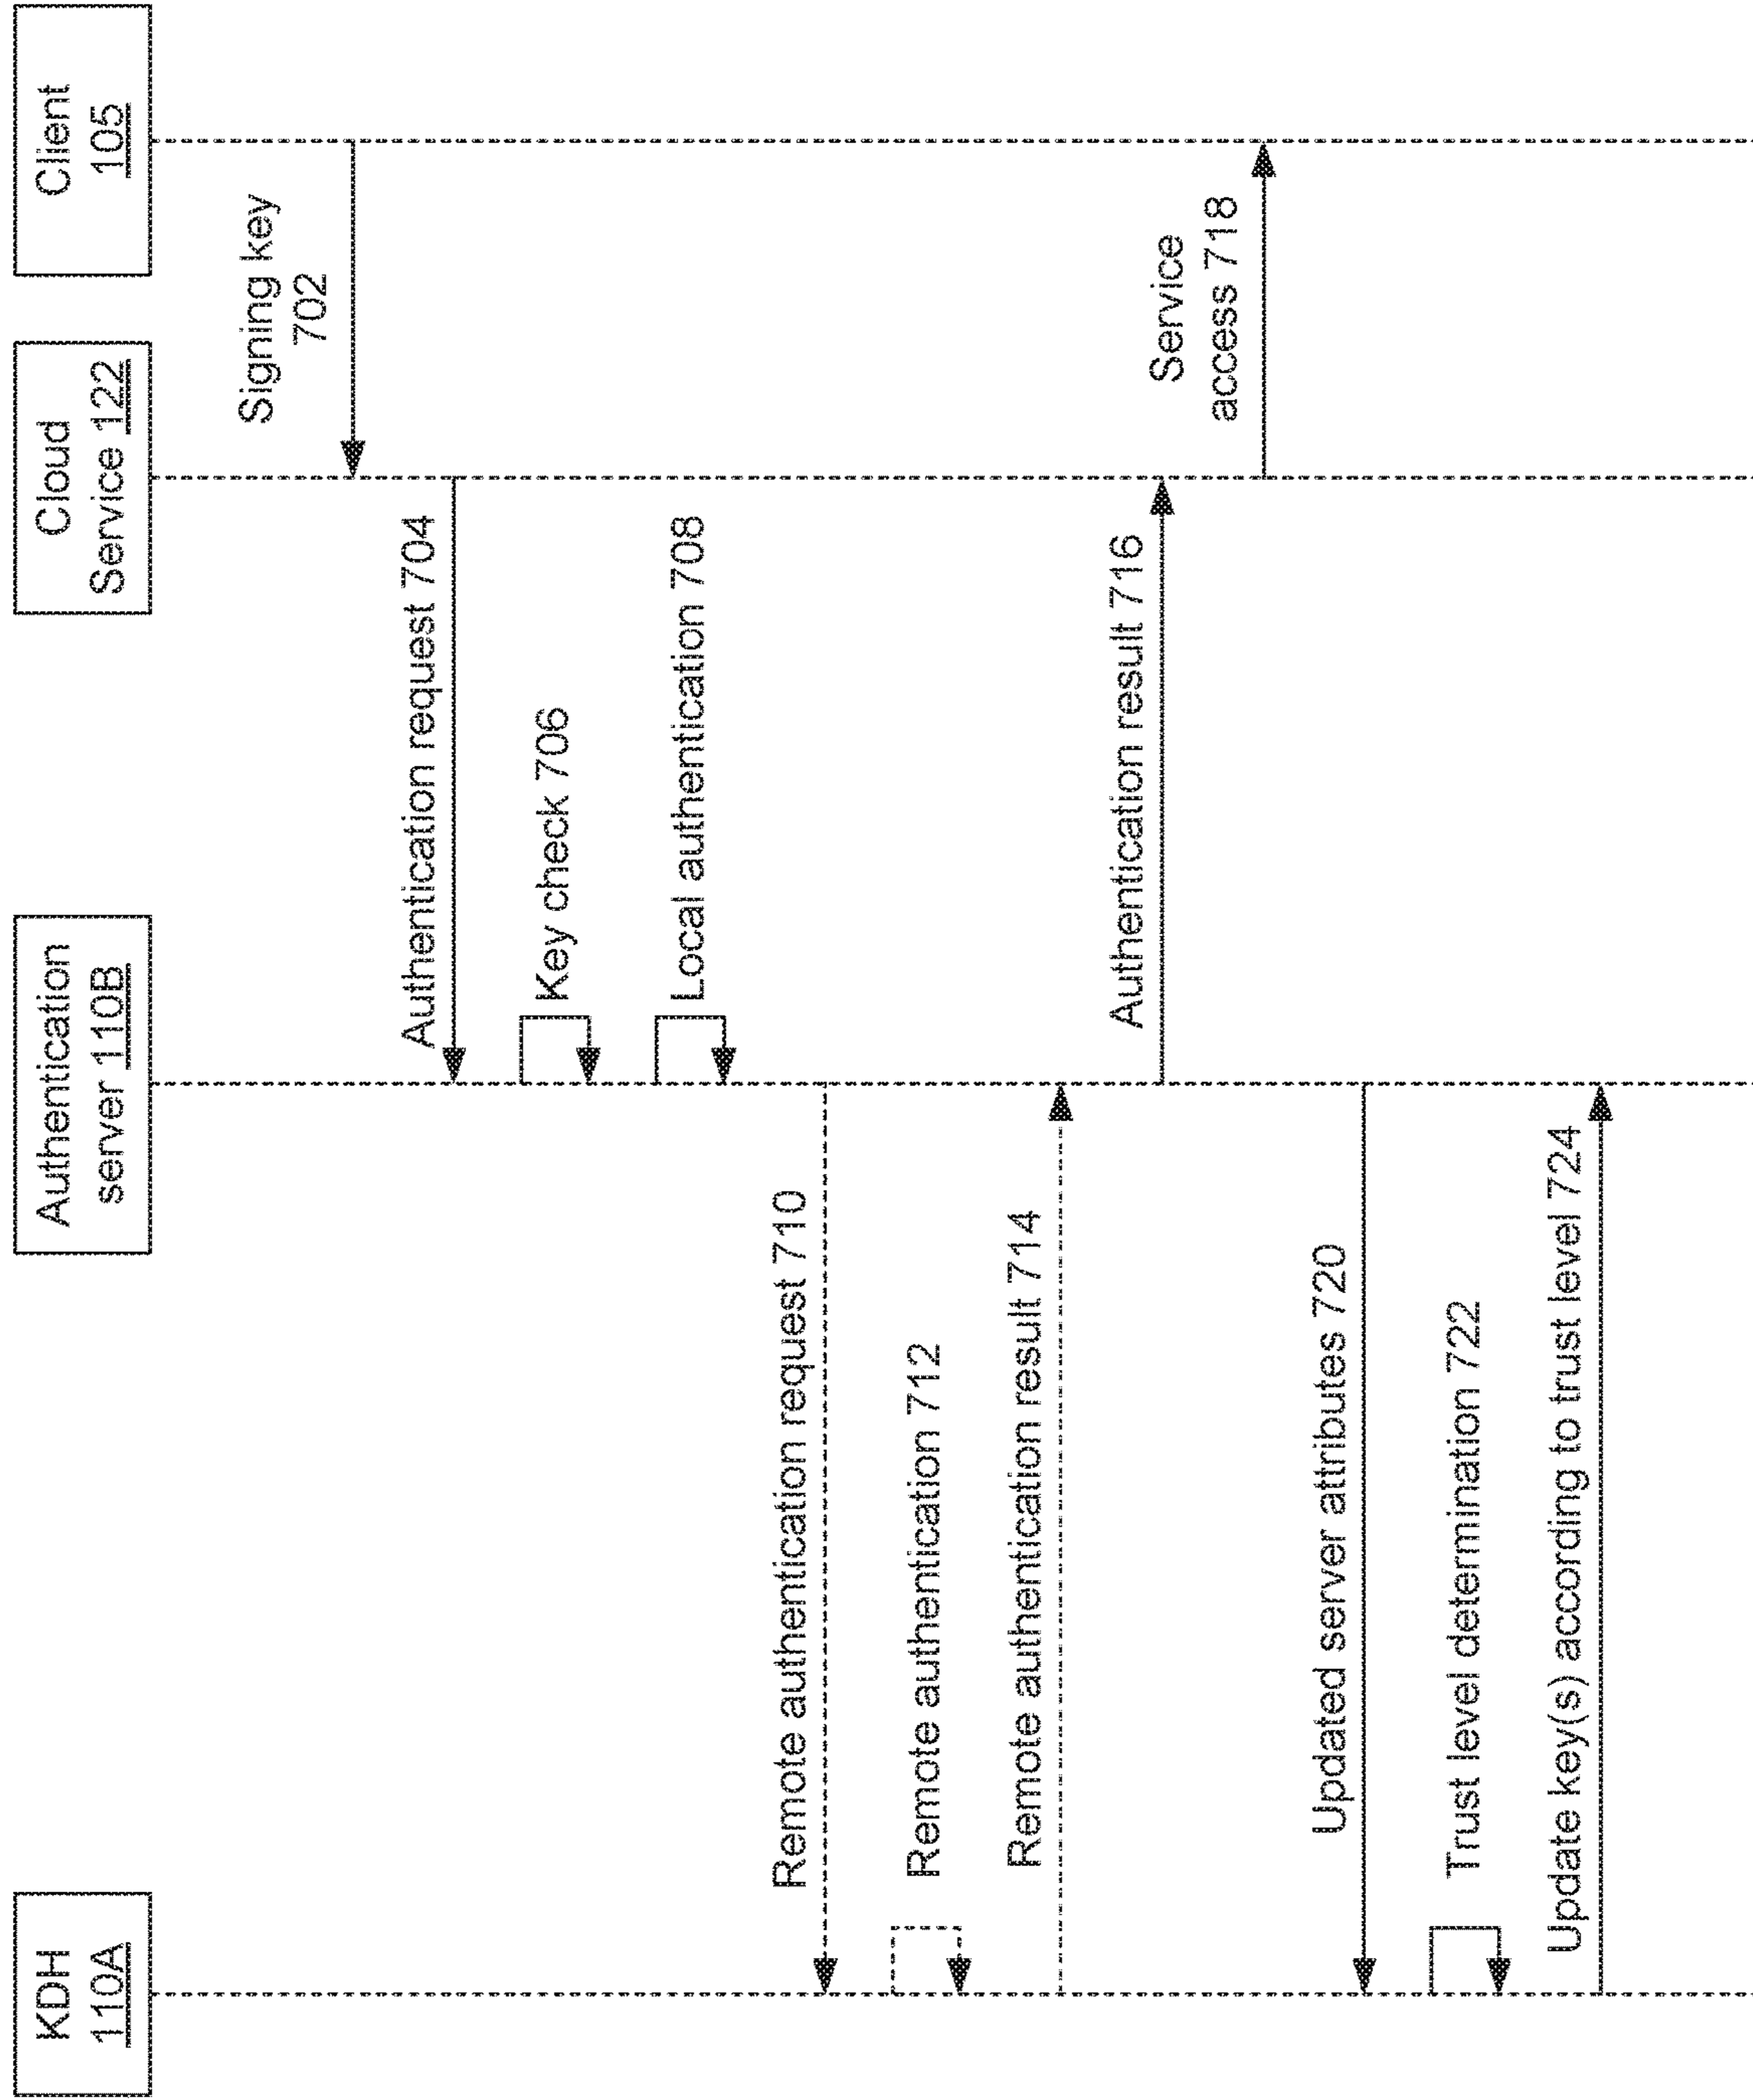 KDH
110A
Authentication
server 110B
Cloud
Service 122
Client
105
Signing key
702
Authentication request 704
Key check 706
Local authentication 708
Remote authentication request 710
Remote authentication 712
Remote authentication result 714
Authentication result 716
Service
access 718
Updated server attributes 720
Trust level determination 722
Update key(s) according to trust level 724